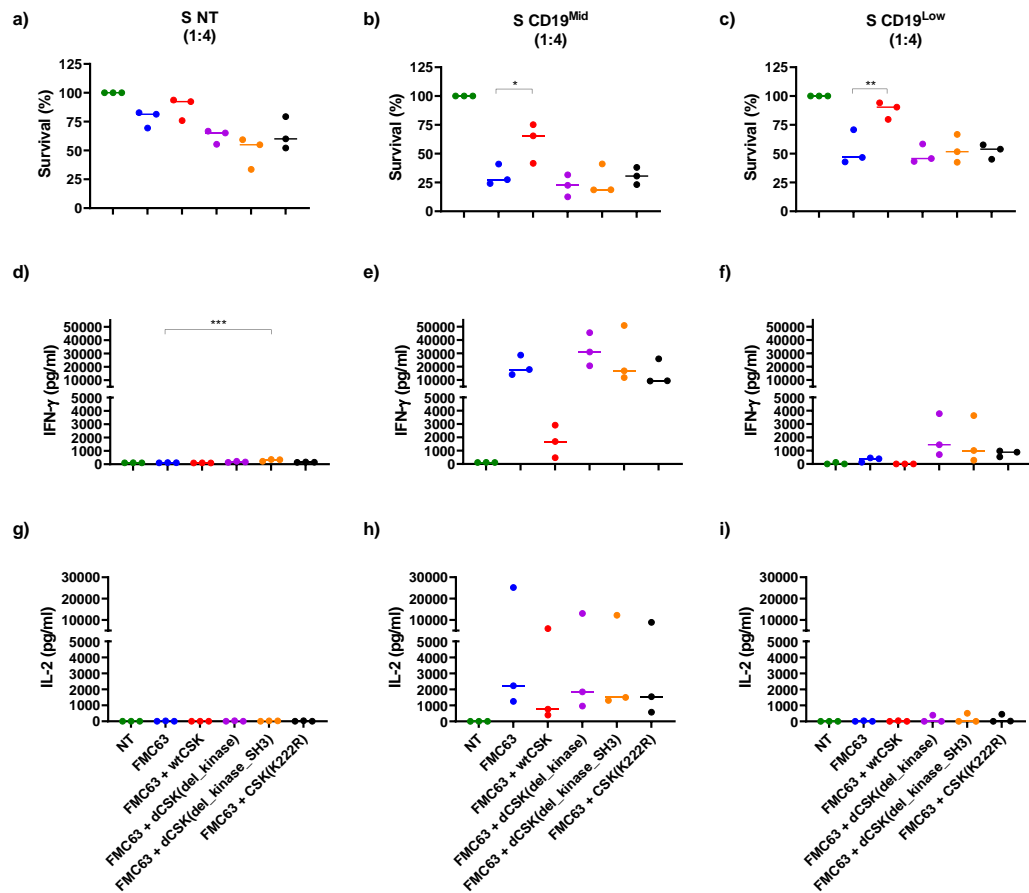 a)
S NT
(1:4)
Survival (%)
125
100
75
50
25
0
b)
S CD19Mid
(1:4)
Survival (%)
125
100
75
50
25
0
*
c)
S CD19Low
(1:4)
Survival (%)
125
100
75
50
25
0
**
d)
IFN-γ (pg/ml)
50000
40000
30000
20000
10000
5000
4000
3000
2000
1000
0
***
e)
IFN-γ (pg/ml)
50000
40000
30000
20000
10000
5000
4000
3000
2000
1000
0
f)
IFN-γ (pg/ml)
50000
40000
30000
20000
10000
5000
4000
3000
2000
1000
0
g)
IL-2 (pg/ml)
30000
20000
10000
5000
4000
3000
2000
1000
0
NT
FMC63
FMC63 + wtCSK
FMC63 + dCSK(del_kinase)
FMC63 + dCSK(del_kinase_SH3)
FMC63 + CSK(K222R)
h)
IL-2 (pg/ml)
30000
20000
10000
5000
4000
3000
2000
1000
0
NT
FMC63
FMC63 + wtCSK
FMC63 + dCSK(del_kinase)
FMC63 + dCSK(del_kinase_SH3)
FMC63 + CSK(K222R)
i)
IL-2 (pg/ml)
30000
20000
10000
5000
4000
3000
2000
1000
0
NT
FMC63
FMC63 + wtCSK
FMC63 + dCSK(del_kinase)
FMC63 + dCSK(del_kinase_SH3)
FMC63 + CSK(K222R)